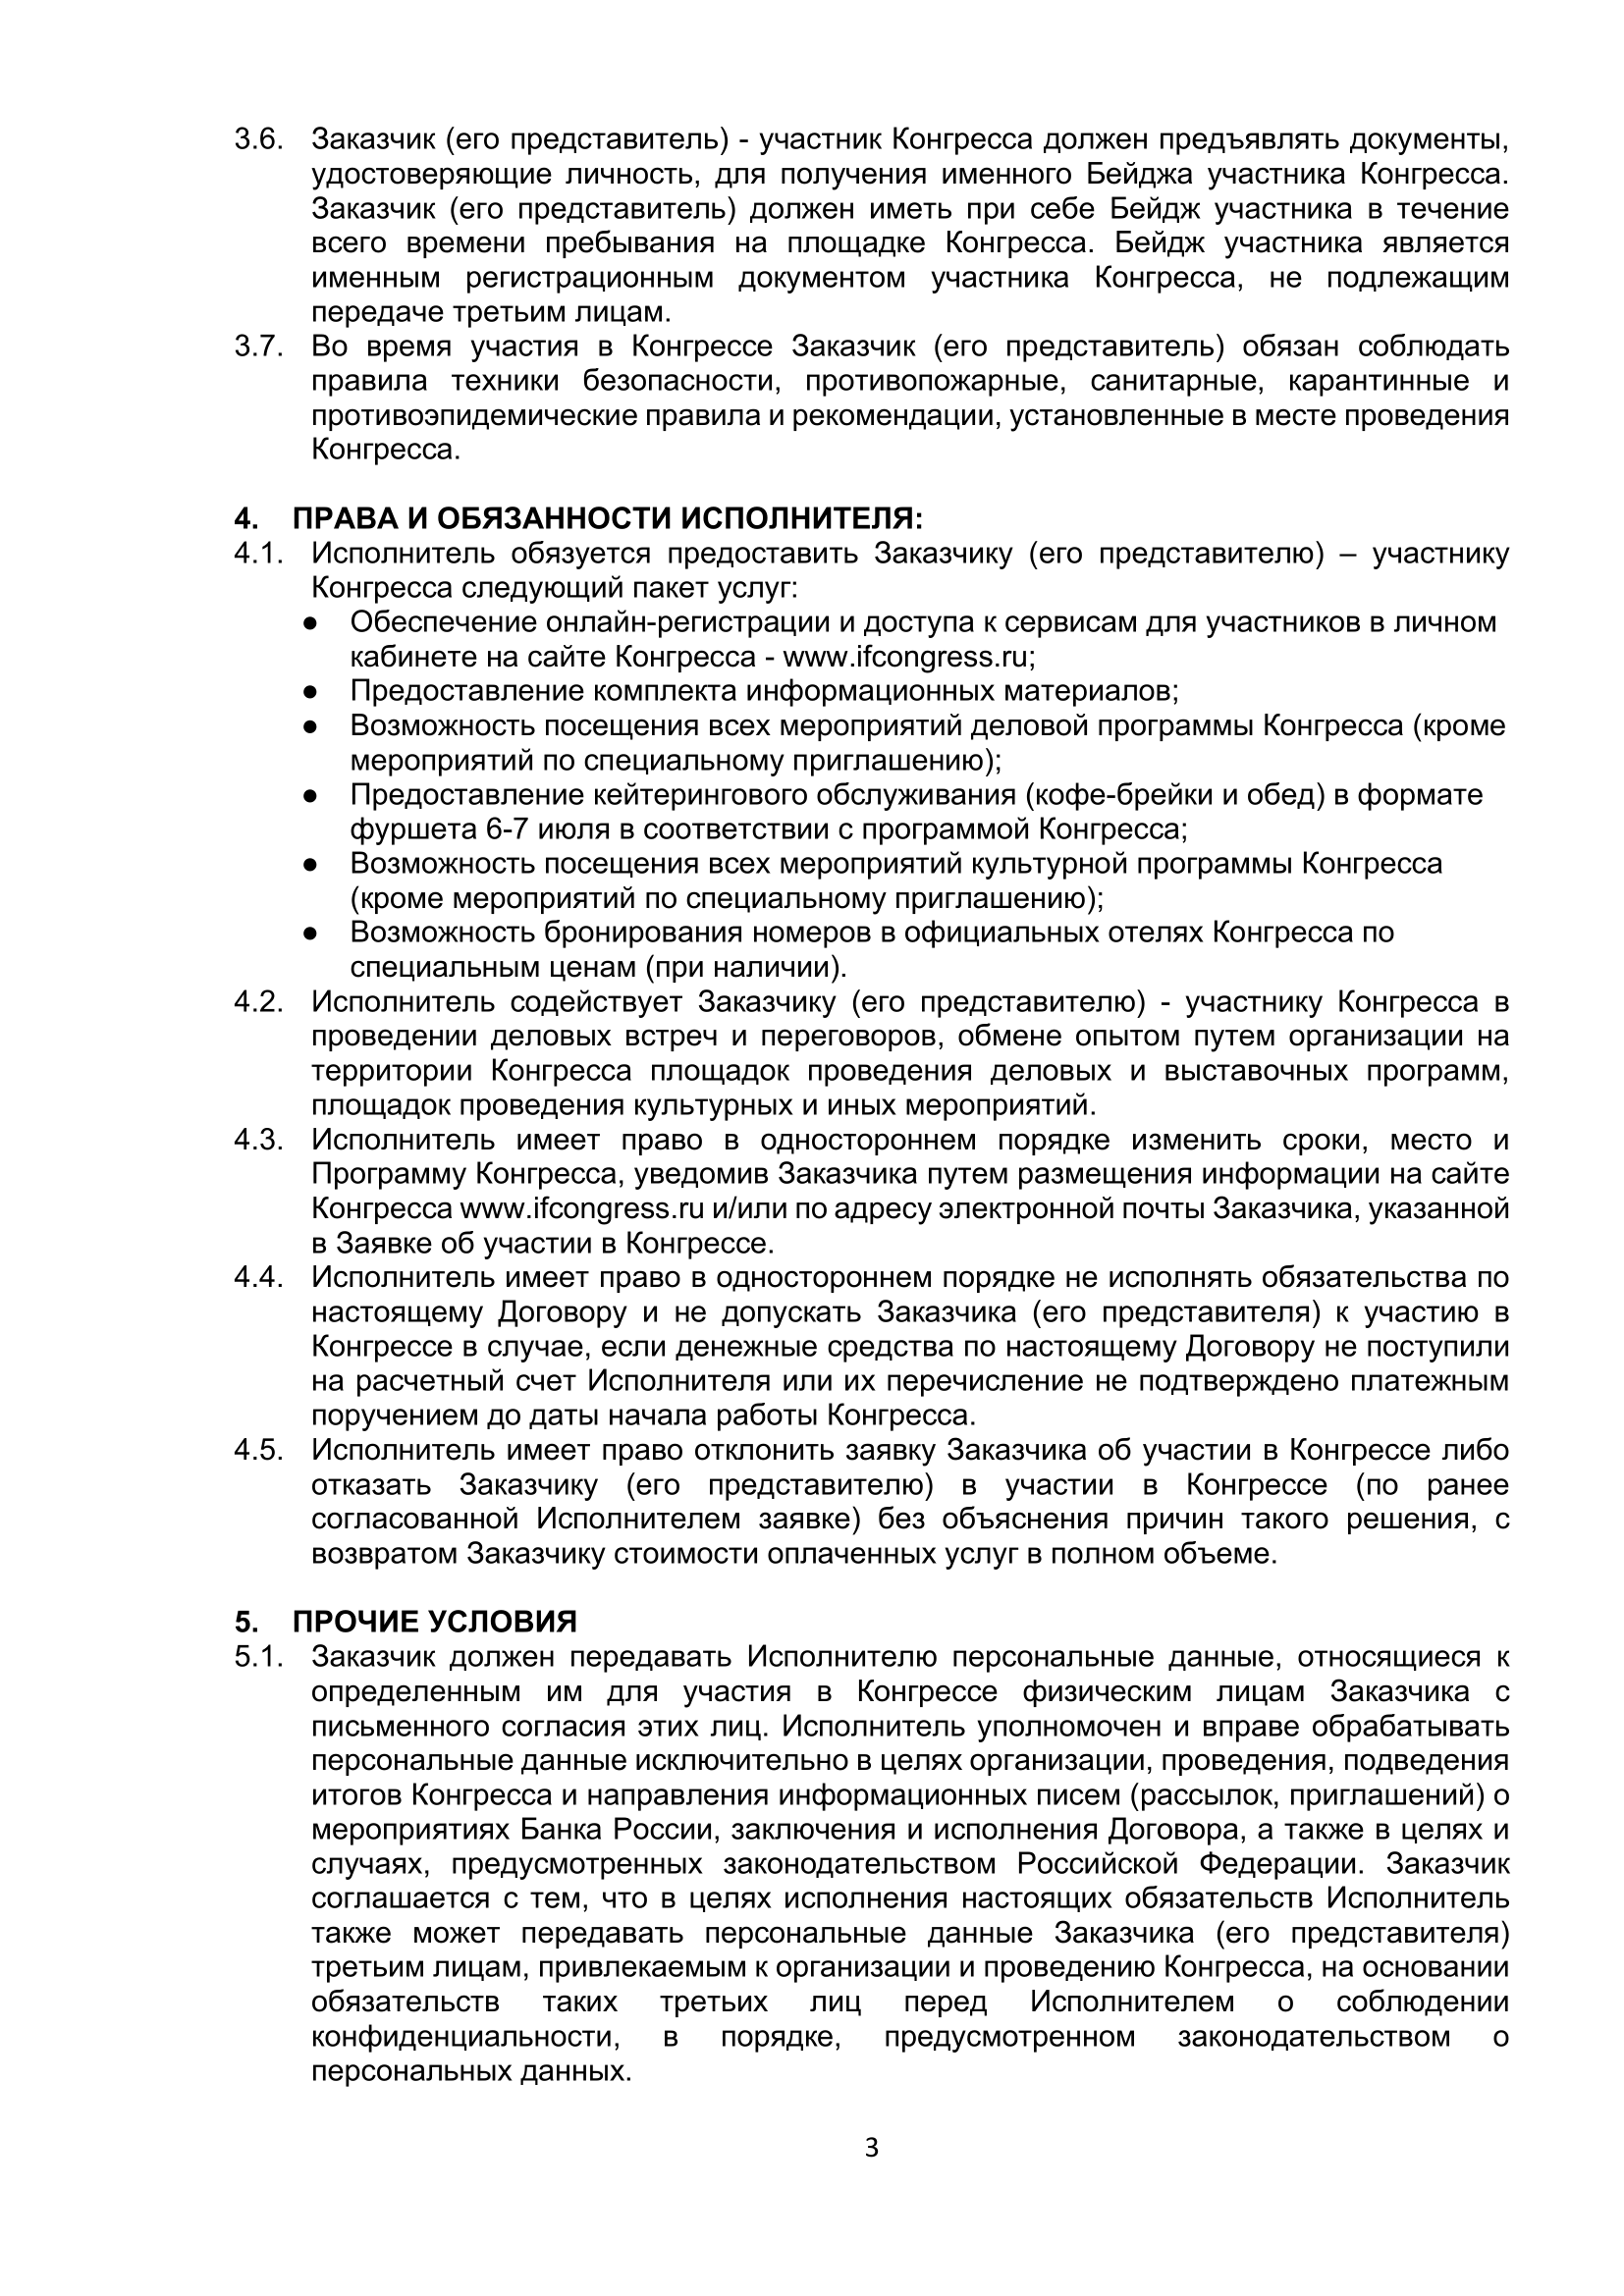 3.6. Заказчик (его представитель) - участник Конгресса должен предъявлять документы,
удостоверяющие личность, для получения именного Бейджа участника Конгресса.
Заказчик (его представитель) должен иметь при себе Бейдж участника в течение
всего времени пребывания на площадке Конгресса. Бейдж участника является
именным регистрационным документом участника Конгресса, не подлежащим
передаче третьим лицам.
3.7. Во время участия в Конгрессе Заказчик (его представитель) обязан соблюдать
правила техники безопасности, противопожарные, санитарные, карантинные и
противоэпидемические правила и рекомендации, установленные в месте проведения
Конгресса.
4. ПРАВА И ОБЯЗАННОСТИ ИСПОЛНИТЕЛЯ:
4.1. Исполнитель обязуется предоставить Заказчику (его представителю) – участнику
Конгресса следующий пакет услуг:
● Обеспечение онлайн-регистрации и доступа к сервисам для участников в личном
кабинете на сайте Конгресса - www.ifcongress.ru;
● Предоставление комплекта информационных материалов;
● Возможность посещения всех мероприятий деловой программы Конгресса (кроме
мероприятий по специальному приглашению);
● Предоставление кейтерингового обслуживания (кофе-брейки и обед) в формате
фуршета 6-7 июля в соответствии с программой Конгресса;
● Возможность посещения всех мероприятий культурной программы Конгресса
(кроме мероприятий по специальному приглашению);
● Возможность бронирования номеров в официальных отелях Конгресса по
специальным ценам (при наличии).
4.2. Исполнитель содействует Заказчику (его представителю) - участнику Конгресса в
проведении деловых встреч и переговоров, обмене опытом путем организации на
территории Конгресса площадок проведения деловых и выставочных программ,
площадок проведения культурных и иных мероприятий.
4.3. Исполнитель имеет право в одностороннем порядке изменить сроки, место и
Программу Конгресса, уведомив Заказчика путем размещения информации на сайте
Конгресса www.ifcongress.ru и/или по адресу электронной почты Заказчика, указанной
в Заявке об участии в Конгрессе.
4.4. Исполнитель имеет право в одностороннем порядке не исполнять обязательства по
настоящему Договору и не допускать Заказчика (его представителя) к участию в
Конгрессе в случае, если денежные средства по настоящему Договору не поступили
на расчетный счет Исполнителя или их перечисление не подтверждено платежным
поручением до даты начала работы Конгресса.
4.5. Исполнитель имеет право отклонить заявку Заказчика об участии в Конгрессе либо
отказать Заказчику (его представителю) в участии в Конгрессе (по ранее
согласованной Исполнителем заявке) без объяснения причин такого решения, с
возвратом Заказчику стоимости оплаченных услуг в полном объеме.
5. ПРОЧИЕ УСЛОВИЯ
5.1. Заказчик должен передавать Исполнителю персональные данные, относящиеся к
определенным им для участия в Конгрессе физическим лицам Заказчика с
письменного согласия этих лиц. Исполнитель уполномочен и вправе обрабатывать
персональные данные исключительно в целях организации, проведения, подведения
итогов Конгресса и направления информационных писем (рассылок, приглашений) о
мероприятиях Банка России, заключения и исполнения Договора, а также в целях и
случаях, предусмотренных законодательством Российской Федерации. Заказчик
соглашается с тем, что в целях исполнения настоящих обязательств Исполнитель
также может передавать персональные данные Заказчика (его представителя)
третьим лицам, привлекаемым к организации и проведению Конгресса, на основании
обязательств таких третьих лиц перед Исполнителем о соблюдении
конфиденциальности, в порядке, предусмотренном законодательством о
персональных данных.
3